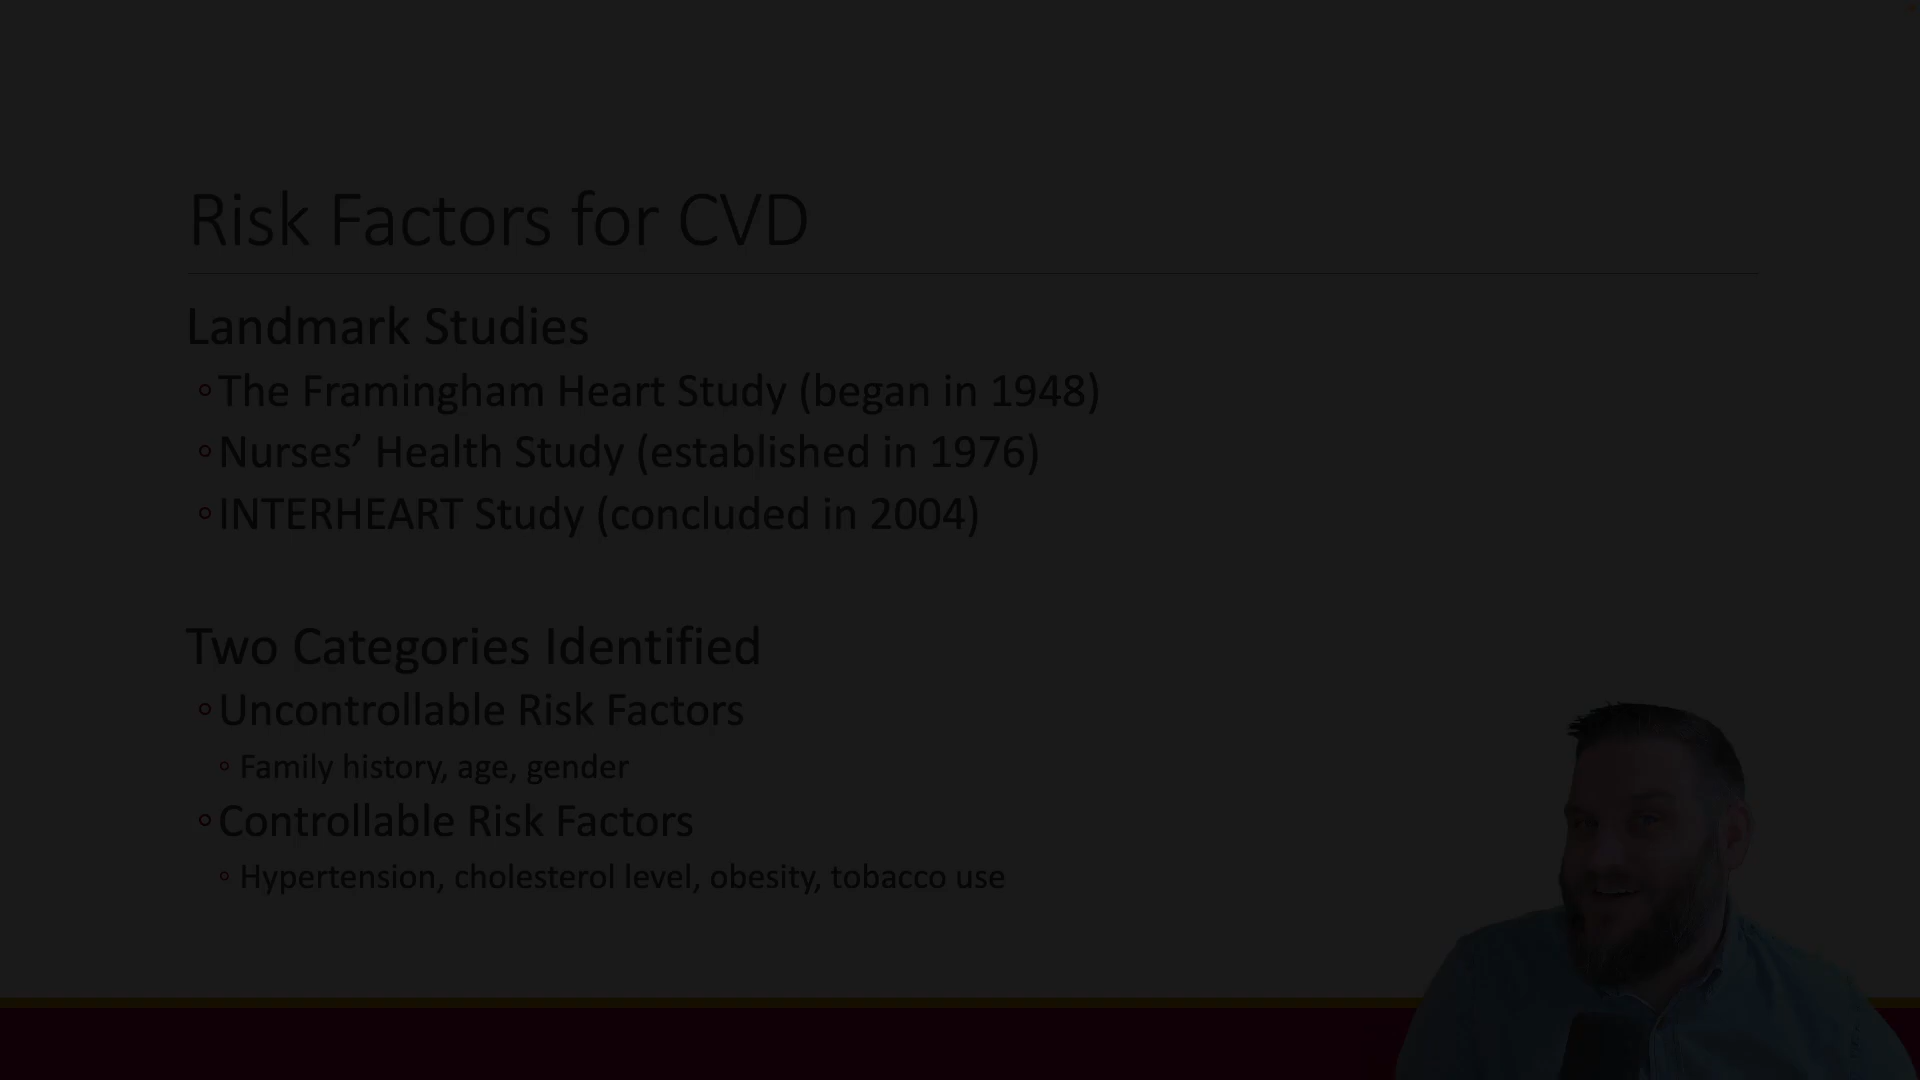 Risk Factors for CVD
Landmark Studies
◦The Framingham Heart Study (began in 1948)
◦Nurses’ Health Study (established in 1976)
◦INTERHEART Study (concluded in 2004)
Two Categories Identified
◦Uncontrollable Risk Factors
◦Family history, age, gender
◦Controllable Risk Factors
◦Hypertension, cholesterol level, obesity, tobacco use